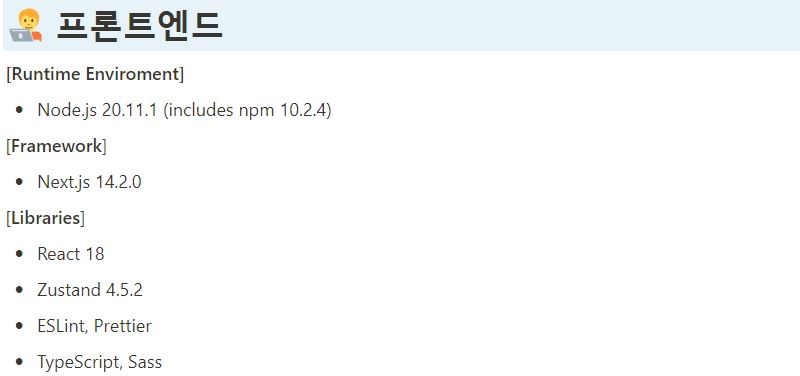 프론트엔드
[Runtime Enviroment]
• Node.js 20.11.1 (includes npm 10.2.4)
[Framework]
• Next.js 14.2.0
[Libraries]
• React 18
• Zustand 4.5.2
• ESLint, Prettier
• TypeScript, Sass